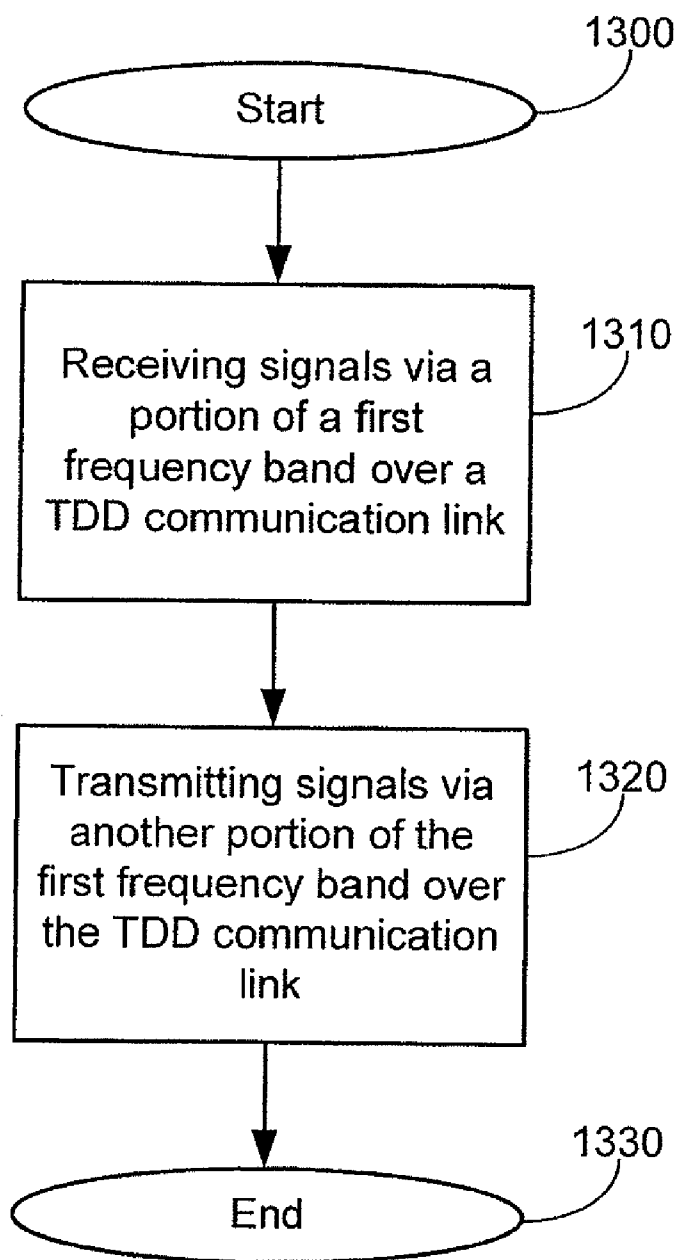 1300
Start
1310
Receiving signals via a
portion of a first
frequency band over a
TDD communication link
1320
Transmitting signals via
another portion of the
first frequency band over
the TDD communication
link
1330
End